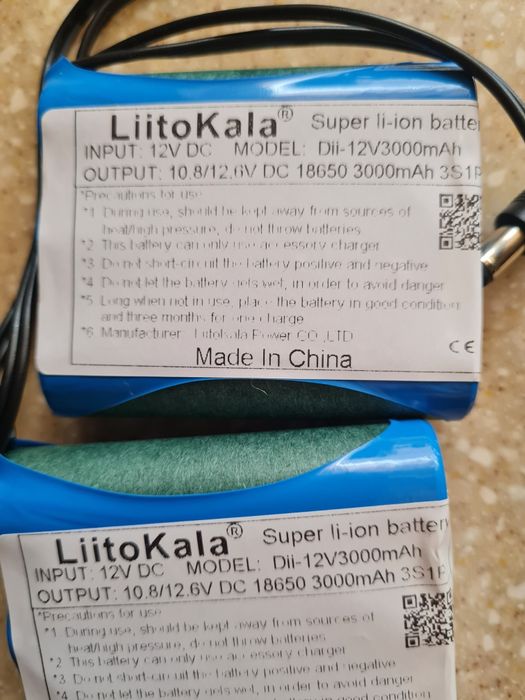 LiitoKala® Super li-ion batte
INPUT: 12V DC MODEL: Dii-12V3000mAh
OUTPUT: 10.8/12.6V DC 18650 3000mAh 3S1P
*Precautions for use
*1 During use, should be kept away from sources of
heat/high pressure, do not throw batteries
*2 This battery can only use accessory charger
*3 Do not short-circuit the battery positive and negative
*4 Do not let the battery gets wet, in order to avoid danger
*5 Long when not in use, place the battery in good condition
and three months for one charge
*6 Manufacturer: Liitokala Power CO.,LTD
Made In China
CE
LiitoKala® Super li-ion batter
INPUT: 12V DC MODEL: Dii-12V3000mAh
OUTPUT: 10.8/12.6V DC 18650 3000mAh 3S1P
*Precautions for use
*1 During use, should be kept away from sources of
heat/high pressure, do not throw batteries
*2 This battery can only use accessory charger
*3 Do not short-circuit the battery positive and negative
*4 Do not let the battery gets wet, in order to avoid danger
the battery in good condition